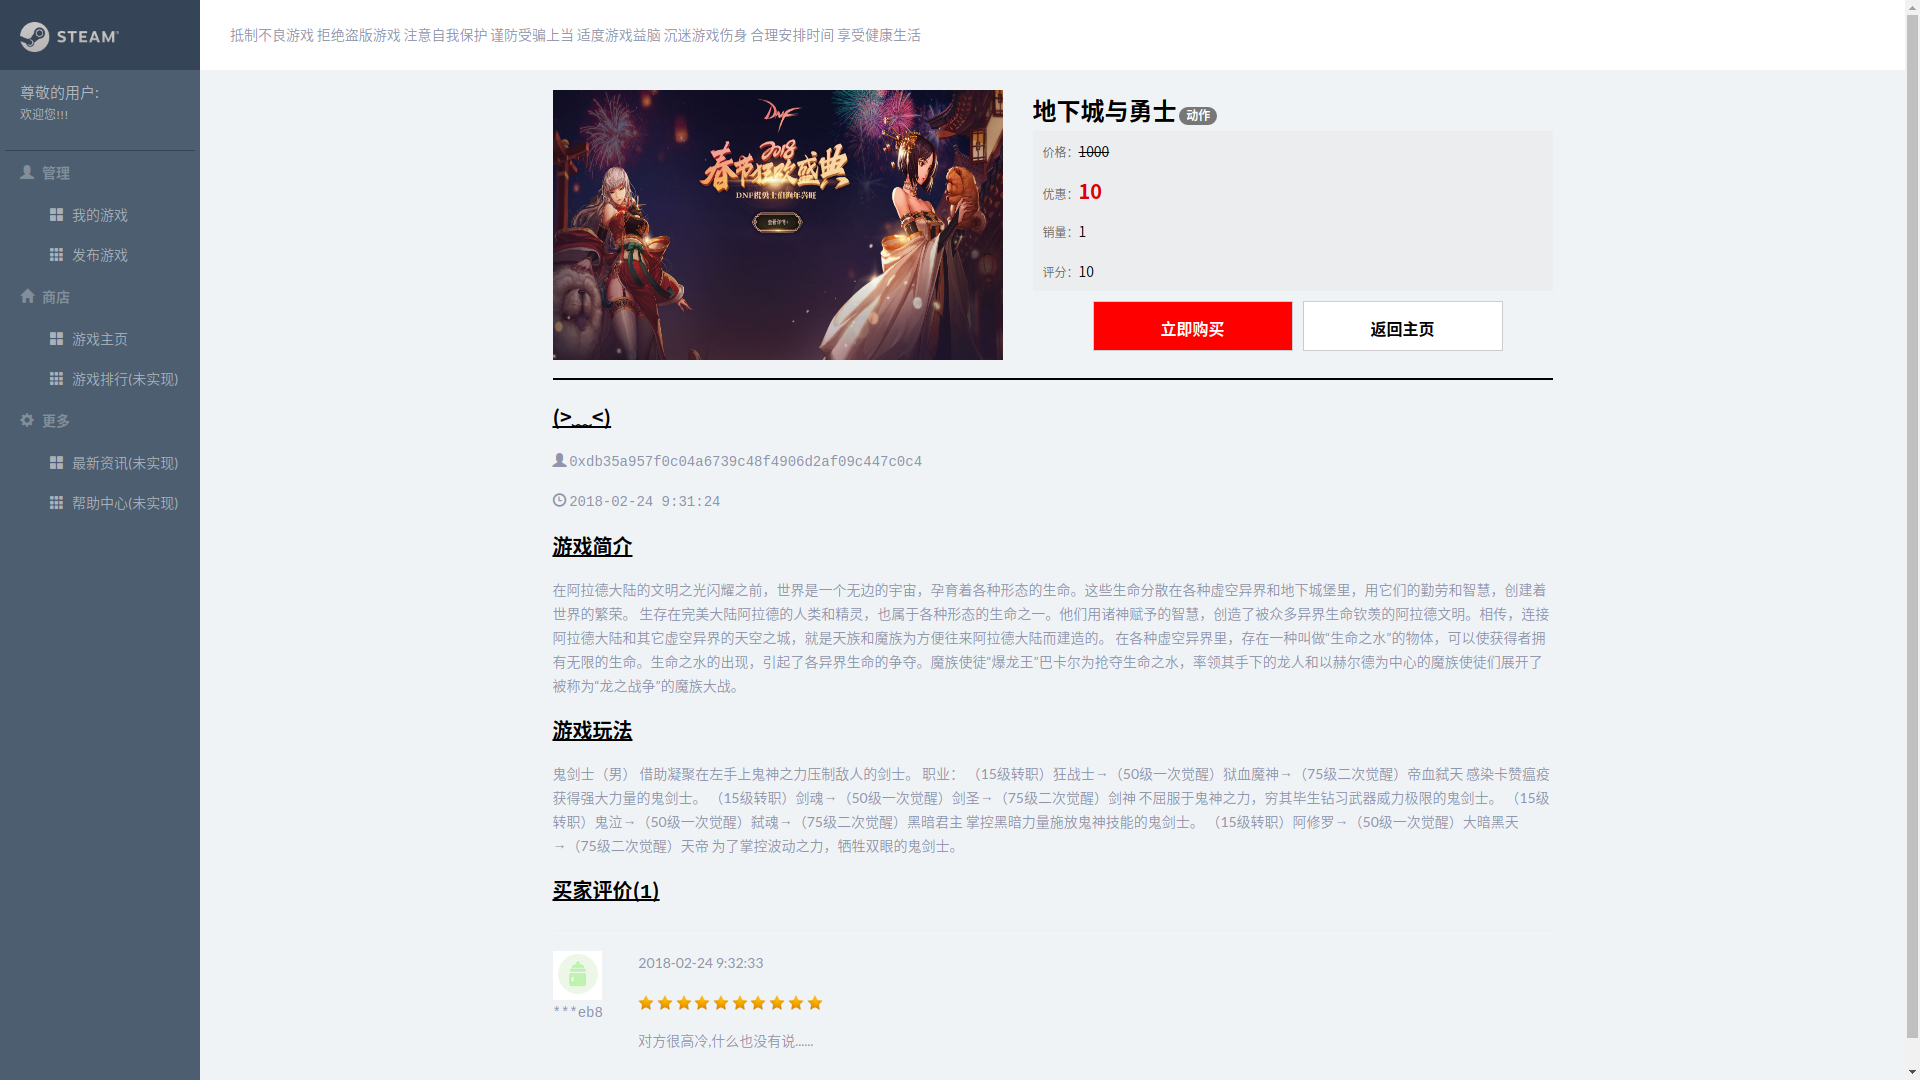 STEAM
抵制不良游戏 拒绝盗版游戏 注意自我保护 谨防受骗上当 适度游戏益脑 沉迷游戏伤身 合理安排时间 享受健康生活
尊敬的用户:
欢迎您!!!
管理
我的游戏
发布游戏
商店
游戏主页
游戏排行(未实现)
更多
最新资讯(未实现)
帮助中心(未实现)
DNF
2018
春节狂欢盛典
DNF祝勇士们狗年兴旺
地下城与勇士 动作
价格: 1000
优惠: 10
销量: 1
评分: 10
立即购买
返回主页
(>﹏<)
0xdb35a957f0c04a6739c48f4906d2af09c447c0c4
2018-02-24 9:31:24
游戏简介
在阿拉德大陆的文明之光闪耀之前，世界是一个无边的宇宙，孕育着各种形态的生命。这些生命分散在各种虚空异界和地下城堡里，用它们的勤劳和智慧，创建着
世界的繁荣。 生存在完美大陆阿拉德的人类和精灵，也属于各种形态的生命之一。他们用诸神赋予的智慧，创造了被众多异界生命钦羡的阿拉德文明。相传，连接
阿拉德大陆和其它虚空异界的天空之城，就是天族和魔族为方便往来阿拉德大陆而建造的。 在各种虚空异界里，存在一种叫做“生命之水”的物体，可以使获得者拥
有无限的生命。生命之水的出现，引起了各异界生命的争夺。魔族使徒“爆龙王”巴卡尔为抢夺生命之水，率领其手下的龙人和以赫尔德为中心的魔族使徒们展开了
被称为“龙之战争”的魔族大战。
游戏玩法
鬼剑士（男） 借助凝聚在左手上鬼神之力压制敌人的剑士。 职业： （15级转职）狂战士→（50级一次觉醒）狱血魔神→（75级二次觉醒）帝血弑天 感染卡赞瘟疫
获得强大力量的鬼剑士。 （15级转职）剑魂→（50级一次觉醒）剑圣→（75级二次觉醒）剑神 不屈服于鬼神之力，穷其毕生钻习武器威力极限的鬼剑士。 （15级
转职）鬼泣→（50级一次觉醒）弑魂→（75级二次觉醒）黑暗君主 掌控黑暗力量施放鬼神技能的鬼剑士。 （15级转职）阿修罗→（50级一次觉醒）大暗黑天
→（75级二次觉醒）天帝 为了掌控波动之力，牺牲双眼的鬼剑士。
买家评价(1)
2018-02-24 9:32:33
***eb8
对方很高冷,什么也没有说......